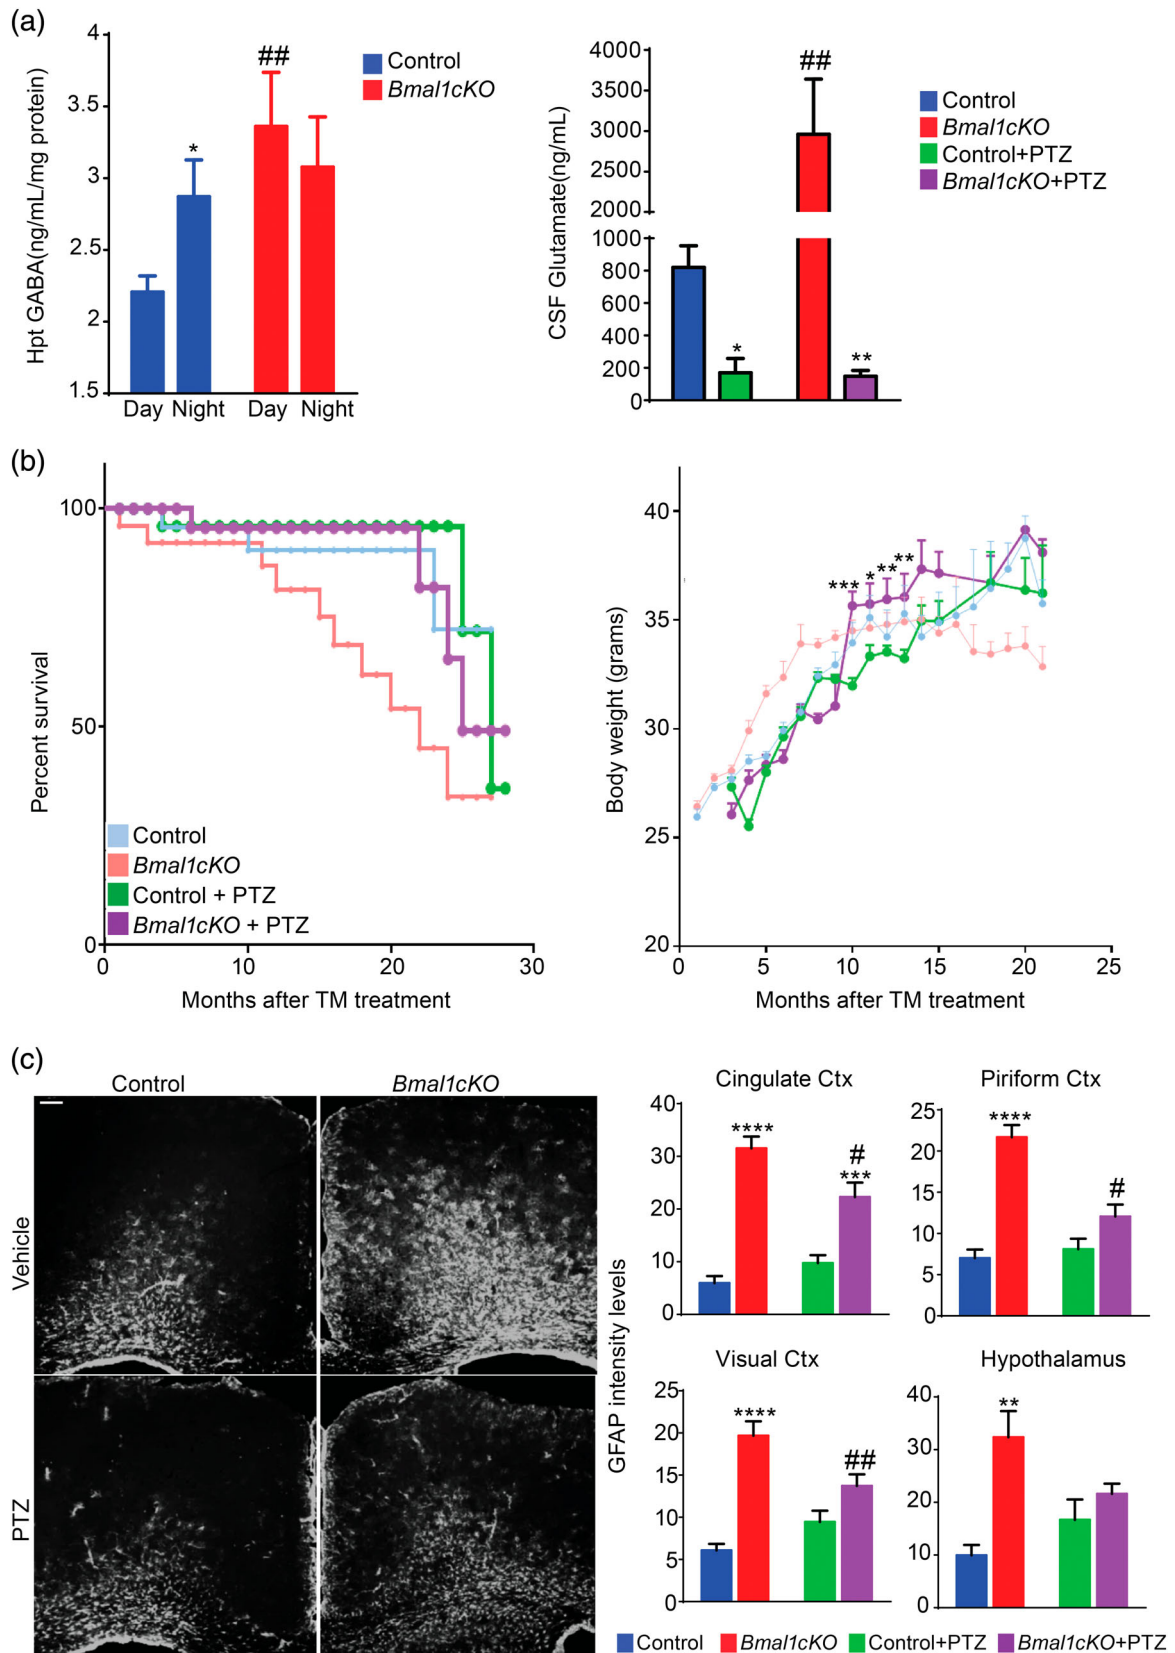 (a)
4
3.5
3
2.5
2
1.5
Hpt GABA(ng/mL/mg protein)
*
##
Day Night Day Night
Control
Bmal1cKO
4000
3500
3000
2500
2000
1000
800
600
400
200
0
CSF Glutamate(ng/mL)
*
##
**
Control
Bmal1cKO
Control+PTZ
Bmal1cKO+PTZ
(b)
100
50
0
Percent survival
Control
Bmal1cKO
Control + PTZ
Bmal1cKO + PTZ
0 10 20 30
Months after TM treatment
40
35
30
25
20
Body weight (grams)
*** * ** **
0 5 10 15 20 25
Months after TM treatment
(c)
Control Bmal1cKO
Vehicle
PTZ
GFAP intensity levels
Cingulate Ctx
40
30
20
10
0
****
#
***
Piriform Ctx
25
20
15
10
5
0
****
#
Visual Ctx
25
20
15
10
5
0
****
##
Hypothalamus
40
30
20
10
0
**
Control Bmal1cKO Control+PTZ Bmal1cKO+PTZ